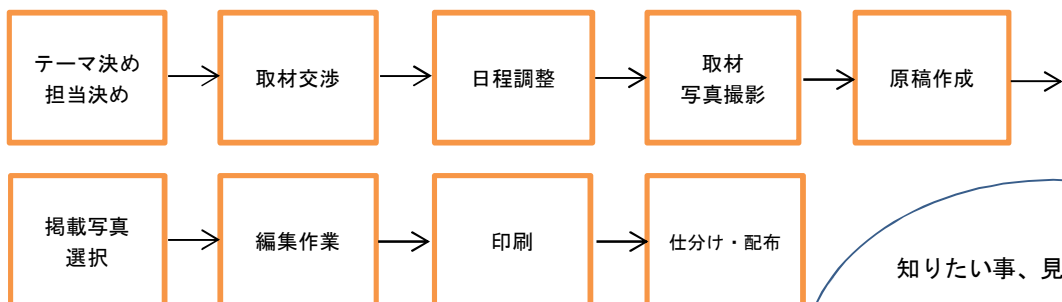 テーマ決め
担当決め
取材交渉
日程調整
取材
写真撮影
原稿作成
掲載写真
選択
編集作業
印刷
仕分け・配布
知りたい事、見